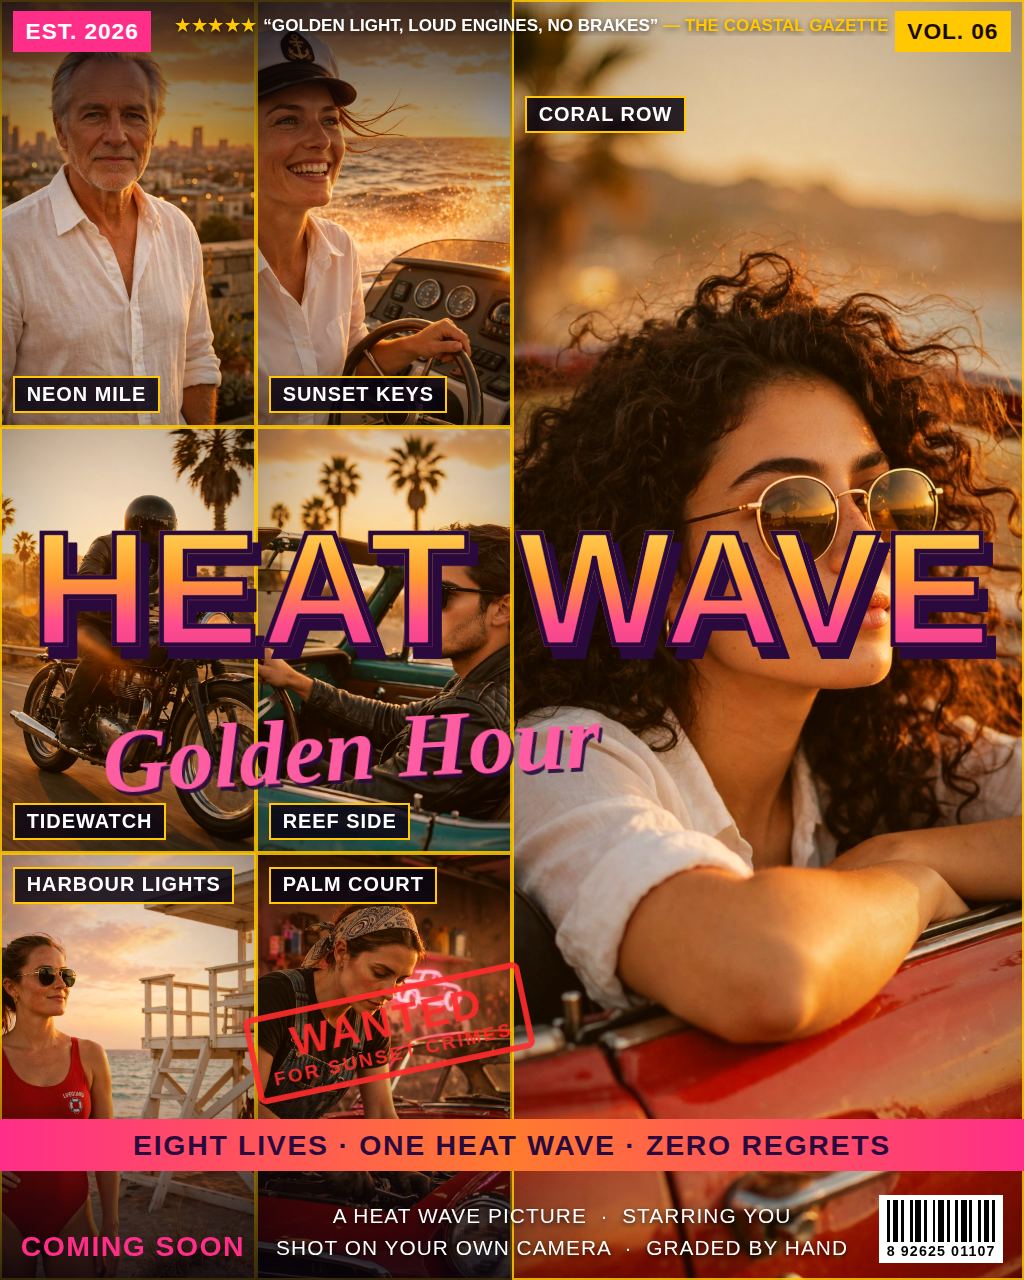 EST. 2026
★★★★★ “GOLDEN LIGHT, LOUD ENGINES, NO BRAKES” — THE COASTAL GAZETTE
VOL. 06
CORAL ROW
NEON MILE
SUNSET KEYS
HEAT WAVE
Golden Hour
TIDEWATCH
REEF SIDE
HARBOUR LIGHTS
PALM COURT
WANTED
FOR SUNSET CRIMES
EIGHT LIVES · ONE HEAT WAVE · ZERO REGRETS
A HEAT WAVE PICTURE · STARRING YOU
COMING SOON
SHOT ON YOUR OWN CAMERA · GRADED BY HAND
8 92625 01107